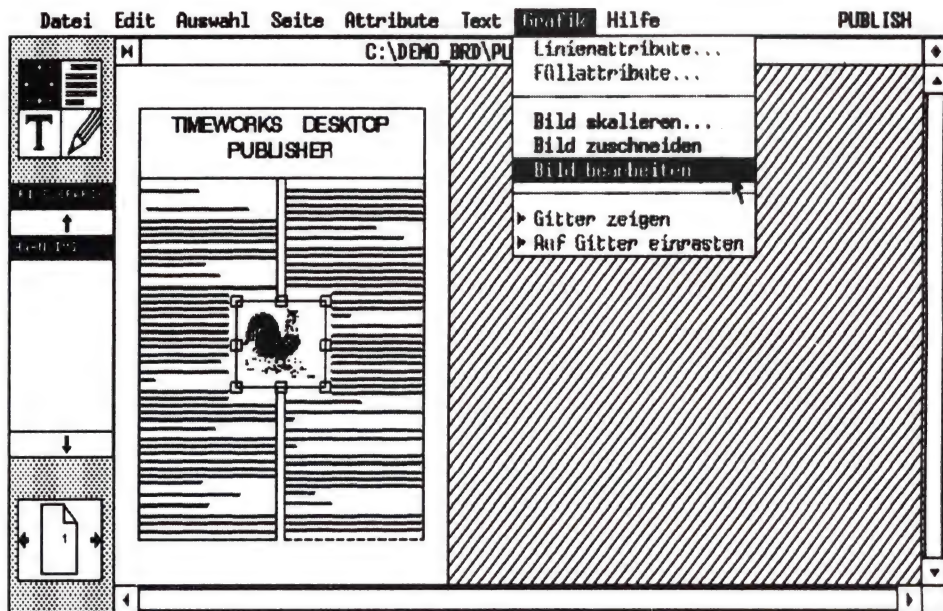 Datei Edit Auswahl Seite Attribute Text Grafik Hilfe PUBLISH
C:\DEMO_BRD\PU
Linienattribute...
Füllattribute...
Bild skalieren...
Bild zuschneiden
Bild bearbeiten
Gitter zeigen
Auf Gitter einrasten
T
TIMEWORKS DESKTOP
PUBLISHER
1